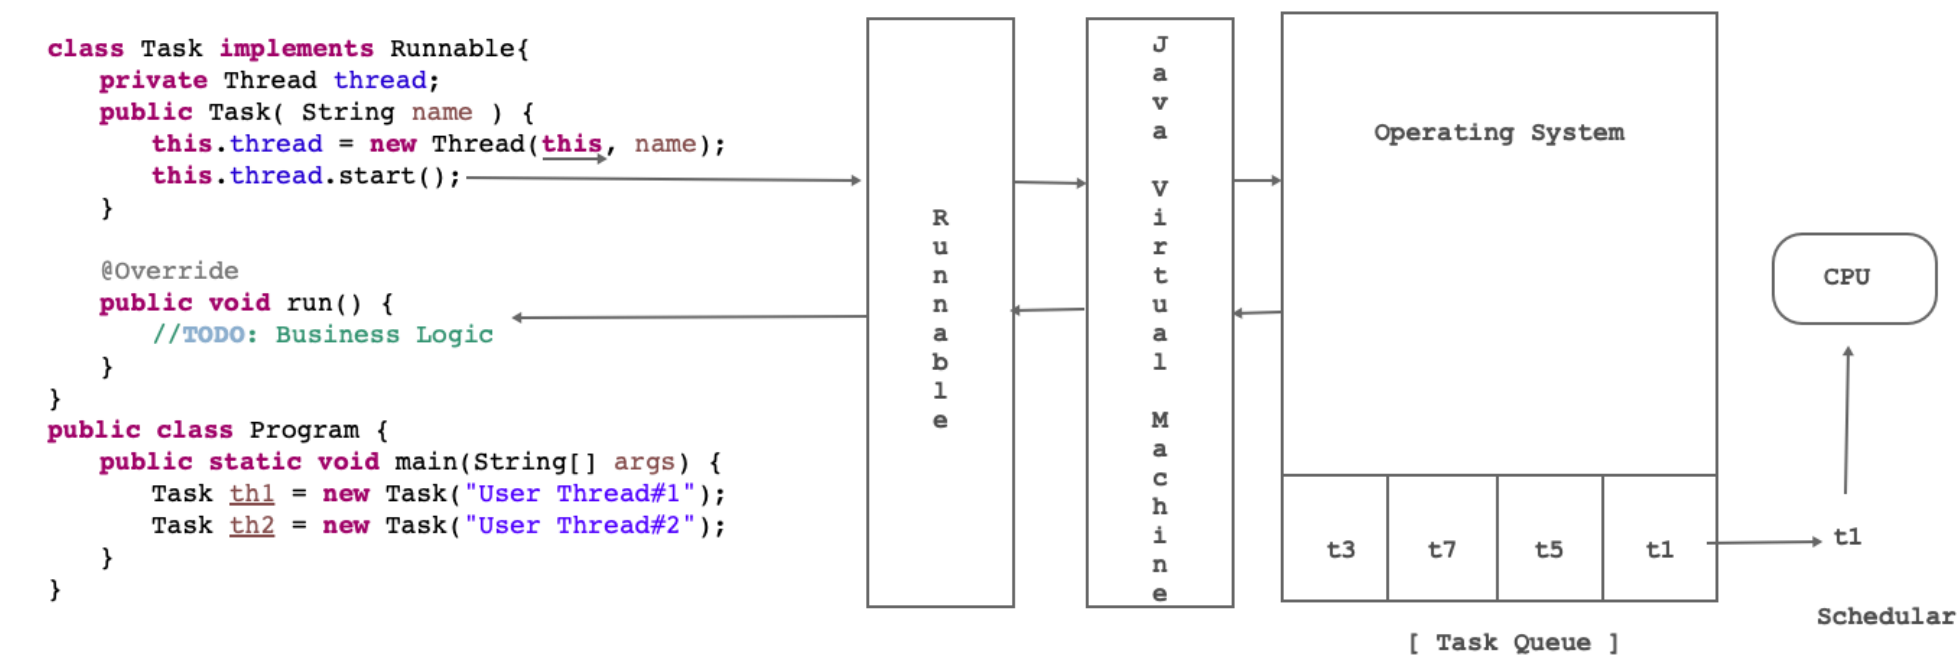 class Task implements Runnable{
private Thread thread;
public Task( String name ) {
this.thread = new Thread(this, name);
this.thread.start();
}
@Override
public void run() {
//TODO: Business Logic
}
}
public class Program {
public static void main(String[] args) {
Task th1 = new Task("User Thread#1");
Task th2 = new Task("User Thread#2");
}
}
Runnable
Java Virtual Machine
Operating System
t3 t7 t5 t1
[ Task Queue ]
t1
CPU
Schedular